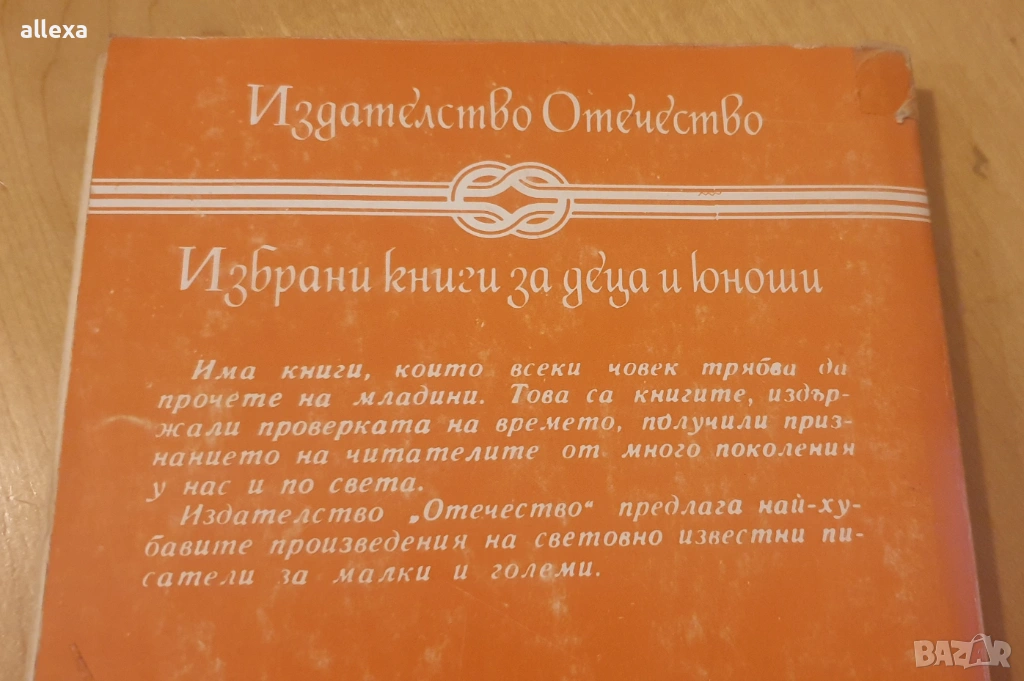 allexa
Издателство Отечество
Избрани книги за деца и юноши
Има книги, които всеки човек трябва да
прочете на младини. Това са книгите, издър-
жали проверката на времето, получили приз-
нанието на читателите от много поколения
у нас и по света.
Издателство „Отечество“ предлага най-ху-
бавите произведения на световно известни пи-
сатели за малки и големи.
BAZAR